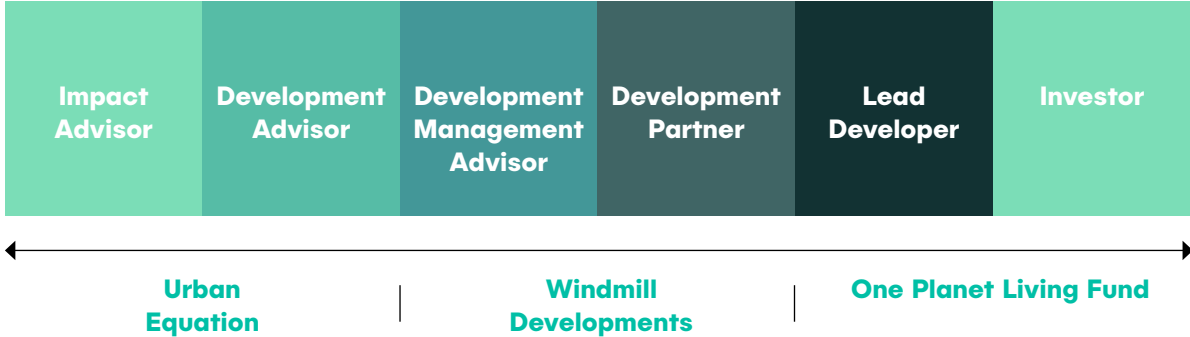 Impact
Advisor
Development
Advisor
Development
Management
Advisor
Development
Partner
Lead
Developer
Investor
Urban
Equation
Windmill
Developments
One Planet Living Fund